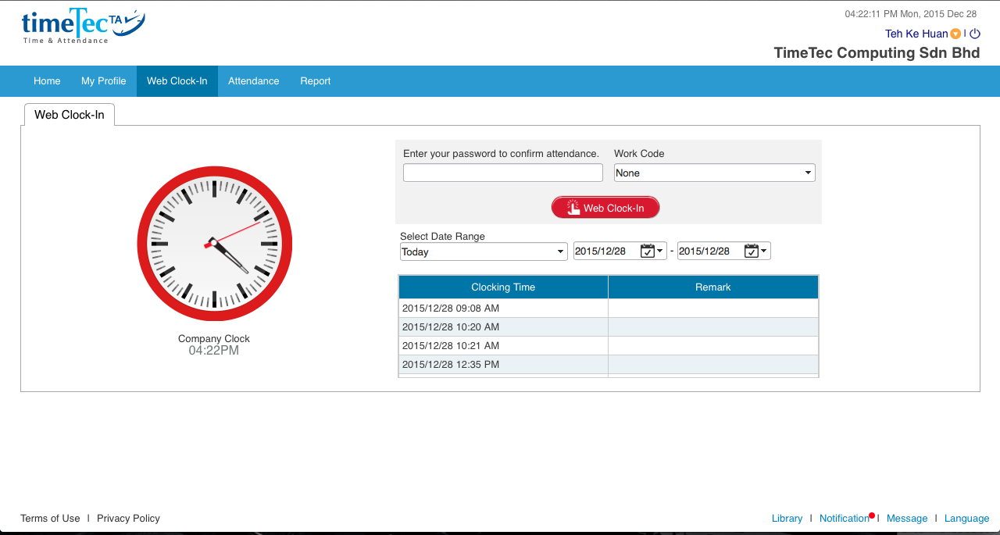 timeTec TA
Time & Attendance
04:22:11 PM Mon, 2015 Dec 28
Teh Ke Huan |
TimeTec Computing Sdn Bhd
Home My Profile Web Clock-In Attendance Report
Web Clock-In
Enter your password to confirm attendance. Work Code
None
Web Clock-In
Select Date Range
Today 2015/12/28 - 2015/12/28
Clocking Time Remark
2015/12/28 09:08 AM
2015/12/28 10:20 AM
2015/12/28 10:21 AM
2015/12/28 12:35 PM
Company Clock
04:22PM
Terms of Use | Privacy Policy Library | Notification | Message | Language